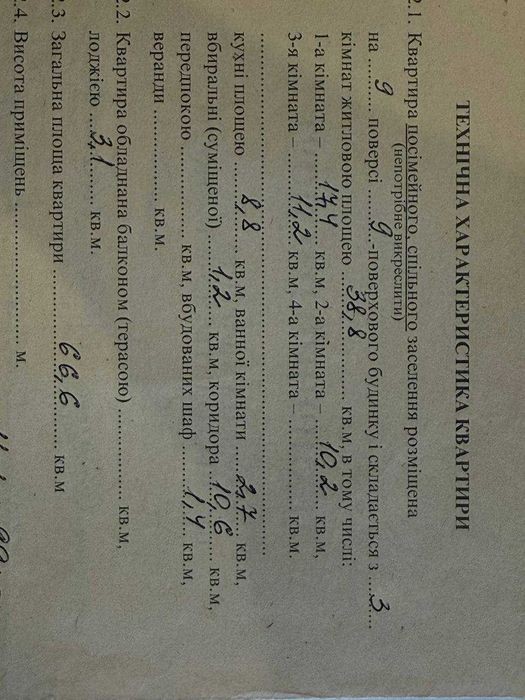 ТЕХНІЧНА ХАРАКТЕРИСТИКА КВАРТИРИ
2.1. Квартира посімейного, спільного заселення розміщена
(непотрібне викреслити)
на ...9... поверсі ...9...-поверхового будинку і складається з ...3...
кімнат житловою площею ...38,8... кв.м, в тому числі:
1-а кімната – ...17,4... кв.м, 2-а кімната – ...10,2... кв.м,
3-я кімната – ...11,2... кв.м, 4-а кімната – ............ кв.м.
кухні площею ...8,8... кв.м, ванної кімнати ...2,7... кв.м,
вбиральні (суміщеної) ...1,2... кв.м, коридора ...10,6... кв.м,
передпокою ............ кв.м, вбудованих шаф ...1,4... кв.м,
веранди ............ кв.м.
2.2. Квартира обладнана балконом (терасою) ............ кв.м,
лоджією ...3,1... кв.м.
2.3. Загальна площа квартири ...66,6... кв.м
2.4. Висота приміщень ............ м.